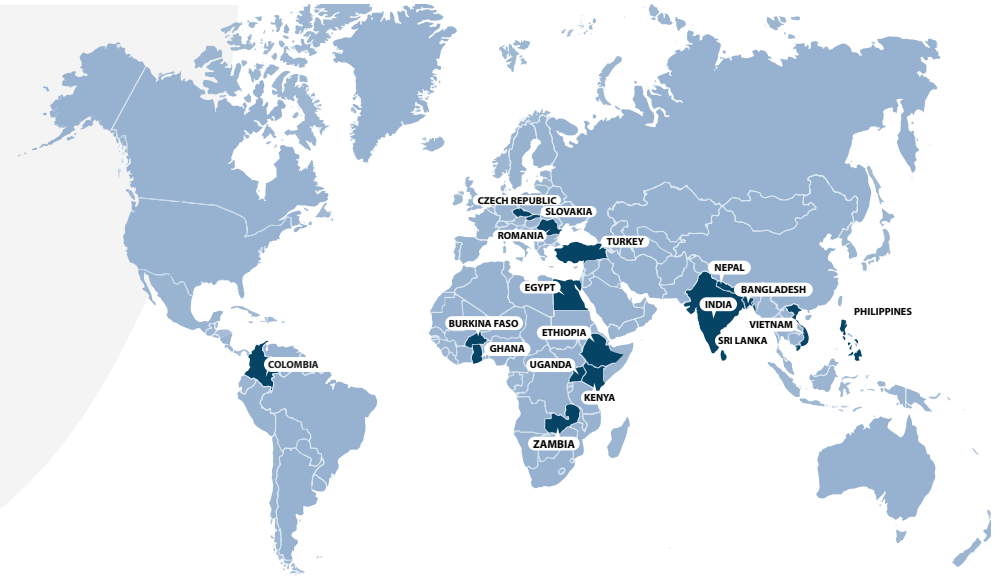 CZECH REPUBLIC
SLOVAKIA
ROMANIA
TURKEY
NEPAL
EGYPT
BANGLADESH
INDIA
PHILIPPINES
BURKINA FASO
ETHIOPIA
VIETNAM
SRI LANKA
GHANA
UGANDA
COLOMBIA
KENYA
ZAMBIA